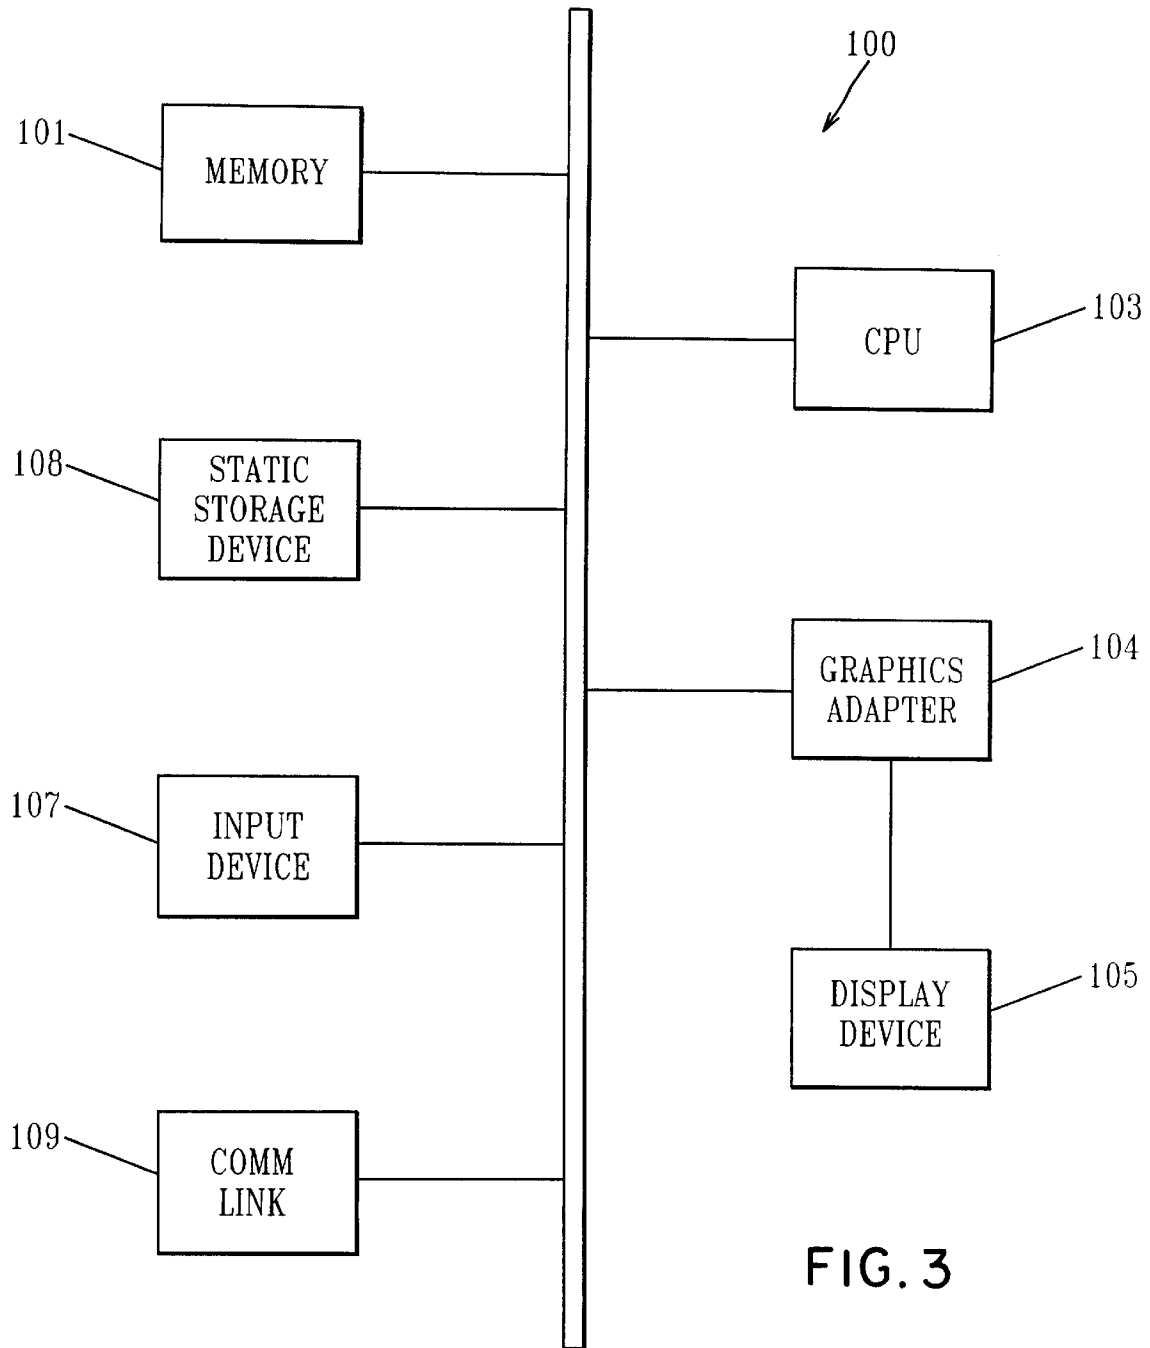 100
101
MEMORY
103
CPU
108
STATIC
STORAGE
DEVICE
104
GRAPHICS
ADAPTER
107
INPUT
DEVICE
105
DISPLAY
DEVICE
109
COMM
LINK
FIG. 3